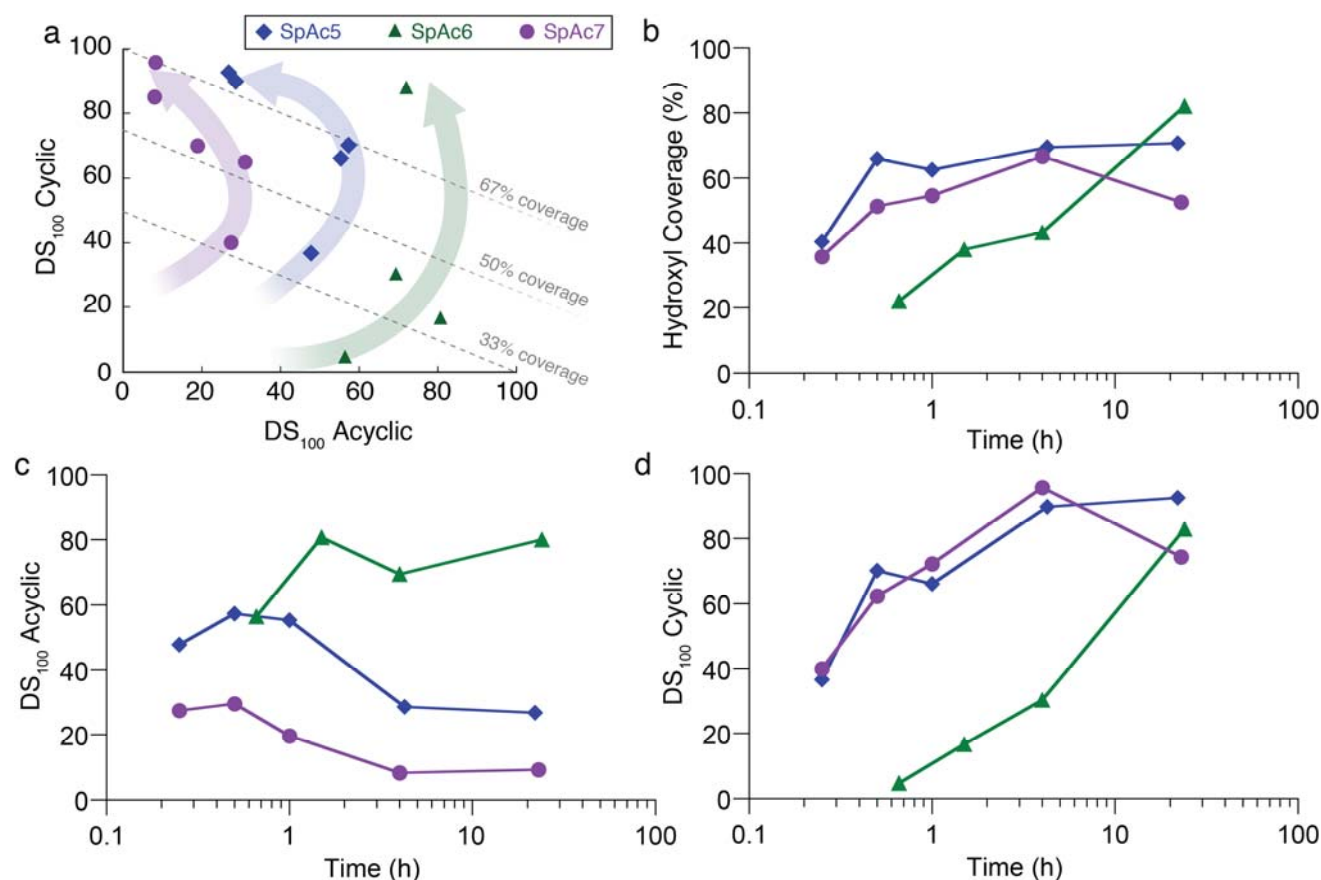 a
SpAc5 SpAc6 SpAc7
100
80
60
40
20
0
DS₁₀₀ Cyclic
67% coverage
50% coverage
33% coverage
0 20 40 60 80 100
DS₁₀₀ Acyclic
b
100
80
60
40
20
0
Hydroxyl Coverage (%)
0.1 1 10 100
Time (h)
c
100
80
60
40
20
0
DS₁₀₀ Acyclic
0.1 1 10 100
Time (h)
d
100
80
60
40
20
0
DS₁₀₀ Cyclic
0.1 1 10 100
Time (h)